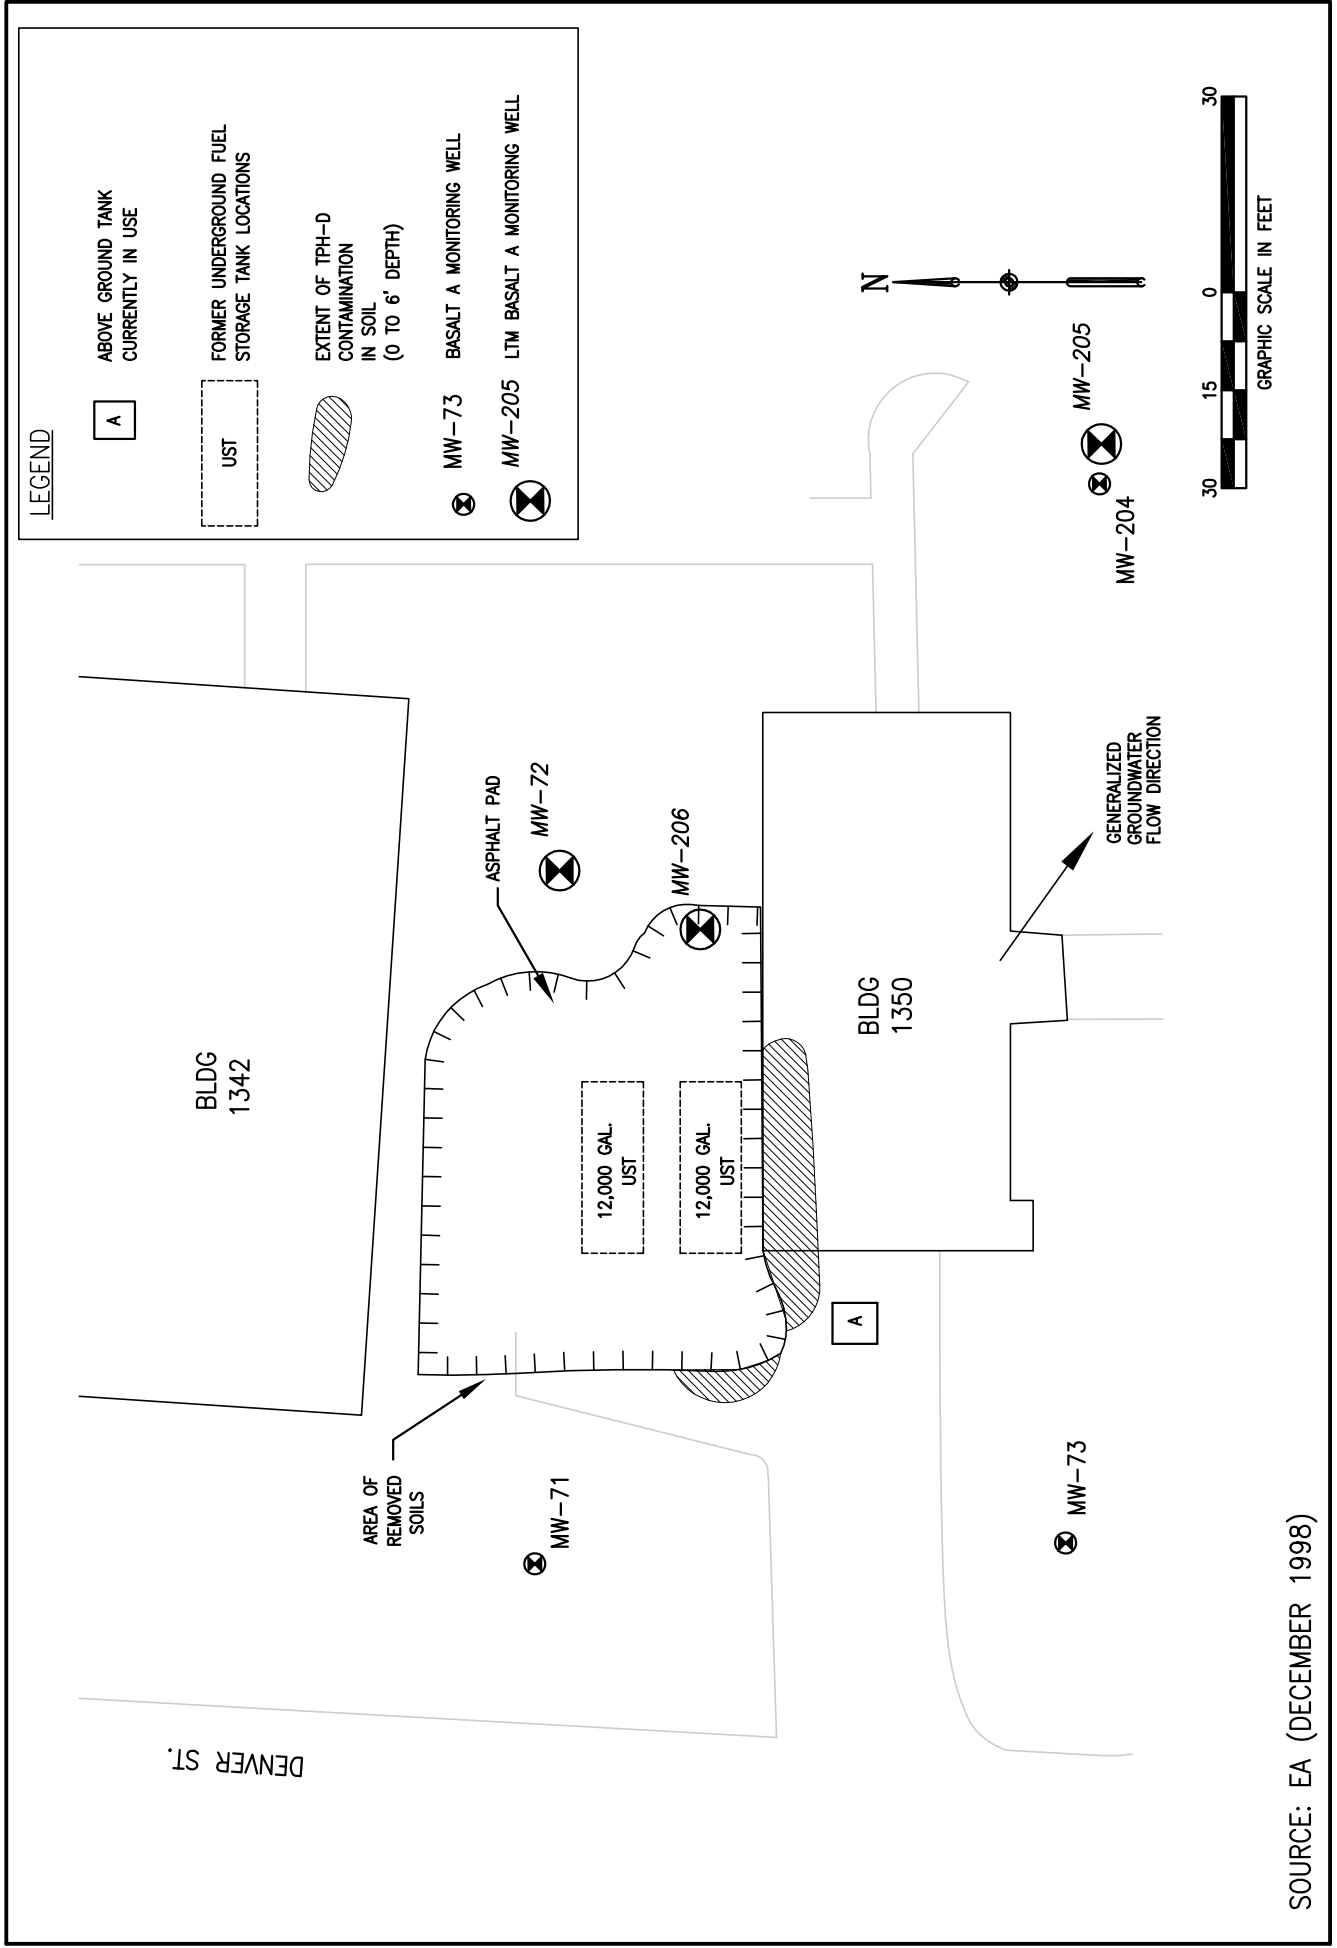 LEGEND
A
ABOVE GROUND TANK
CURRENTLY IN USE
UST
FORMER UNDERGROUND FUEL
STORAGE TANK LOCATIONS
EXTENT OF TPH-D
CONTAMINATION
IN SOIL
(0 TO 6' DEPTH)
MW-73
BASALT A MONITORING WELL
MW-205
LTM BASALT A MONITORING WELL
DENVER ST.
BLDG
1342
AREA OF
REMOVED
SOILS
ASPHALT PAD
MW-72
MW-71
12,000 GAL.
UST
12,000 GAL.
UST
MW-206
A
BLDG
1350
N
MW-73
GENERALIZED
GROUNDWATER
FLOW DIRECTION
MW-205
MW-204
30
15
0
30
GRAPHIC SCALE IN FEET
SOURCE: EA (DECEMBER 1998)